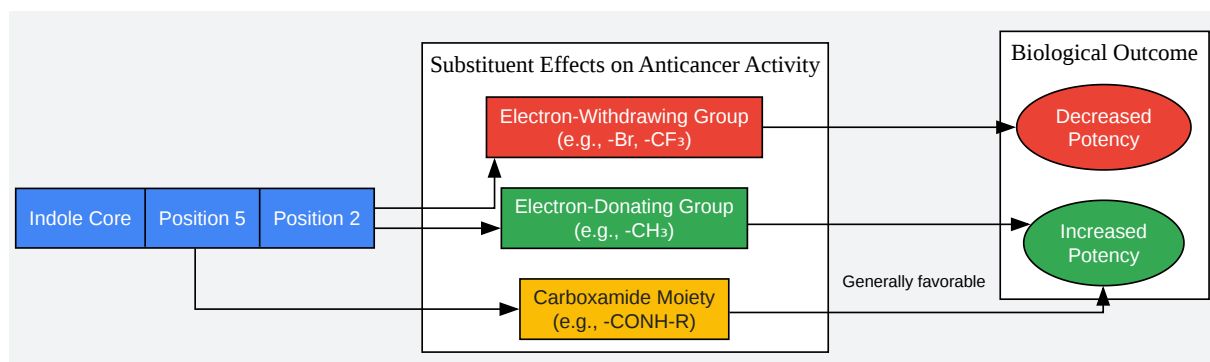 Substituent Effects on Anticancer Activity
Biological Outcome
Electron-Withdrawing Group
(e.g., -Br, -CF₃)
Decreased
Potency
Indole Core
Position 5
Position 2
Electron-Donating Group
(e.g., -CH₃)
Increased
Potency
Generally favorable
Carboxamide Moiety
(e.g., -CONH-R)